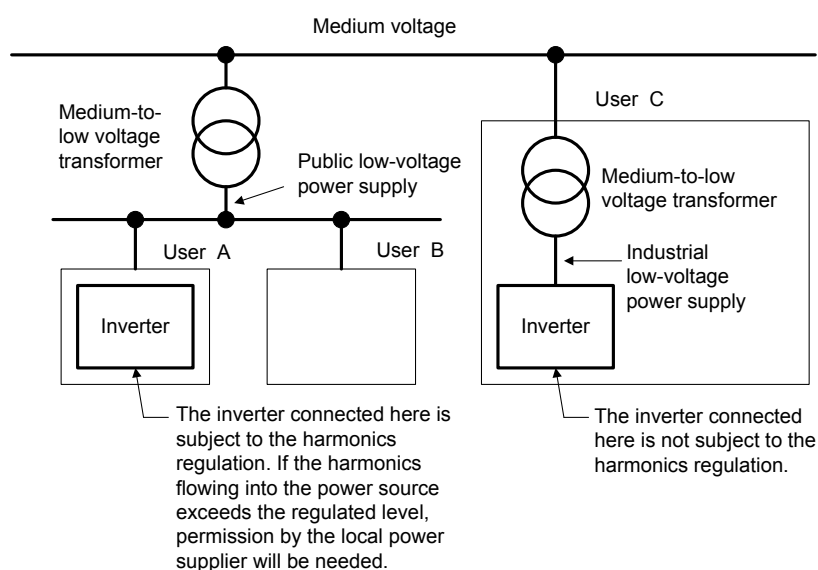 Medium voltage
Medium-to-
low voltage
transformer
Public low-voltage
power supply
User A
User B
Inverter
The inverter connected here is
subject to the harmonics
regulation. If the harmonics
flowing into the power source
exceeds the regulated level,
permission by the local power
supplier will be needed.
User C
Medium-to-low
voltage transformer
Industrial
low-voltage
power supply
Inverter
The inverter connected
here is not subject to the
harmonics regulation.